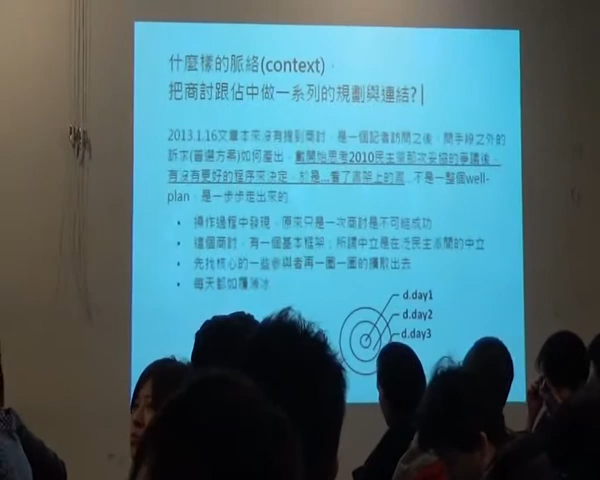 什麼樣的脈絡(context),
把商討跟佔中做一系列的規劃與連結?
2013.1.16文章本來沒有提到商討，是一個記者訪問之後，問手段之外的
訴求(普選方案)如何產出，戴開始思考2010民主黨那次妥協的爭議後，
有沒有更好的程序來決定，於是...看了書架上的書，不是一整個well-
plan，是一步步走出來的
• 操作過程中發現，原來只是一次商討是不可能成功
• 這個商討，有一個基本框架；所謂中立是在泛民主派間的中立
• 先找核心的一些參與者再一圈一圈的擴散出去
• 每天都如履薄冰
d.day1
d.day2
d.day3